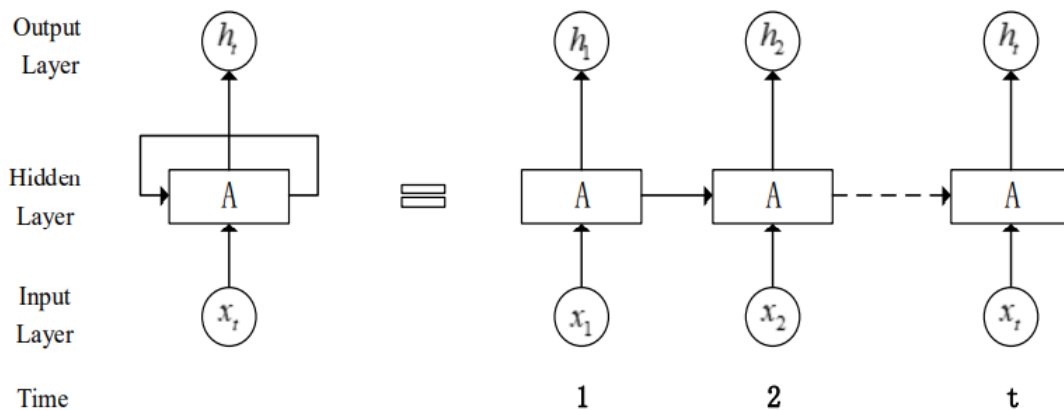 Output
Layer
h_t
h_1
h_2
h_t
Hidden
Layer
A
A
A
A
Input
Layer
x_t
x_1
x_2
x_t
Time
1
2
t